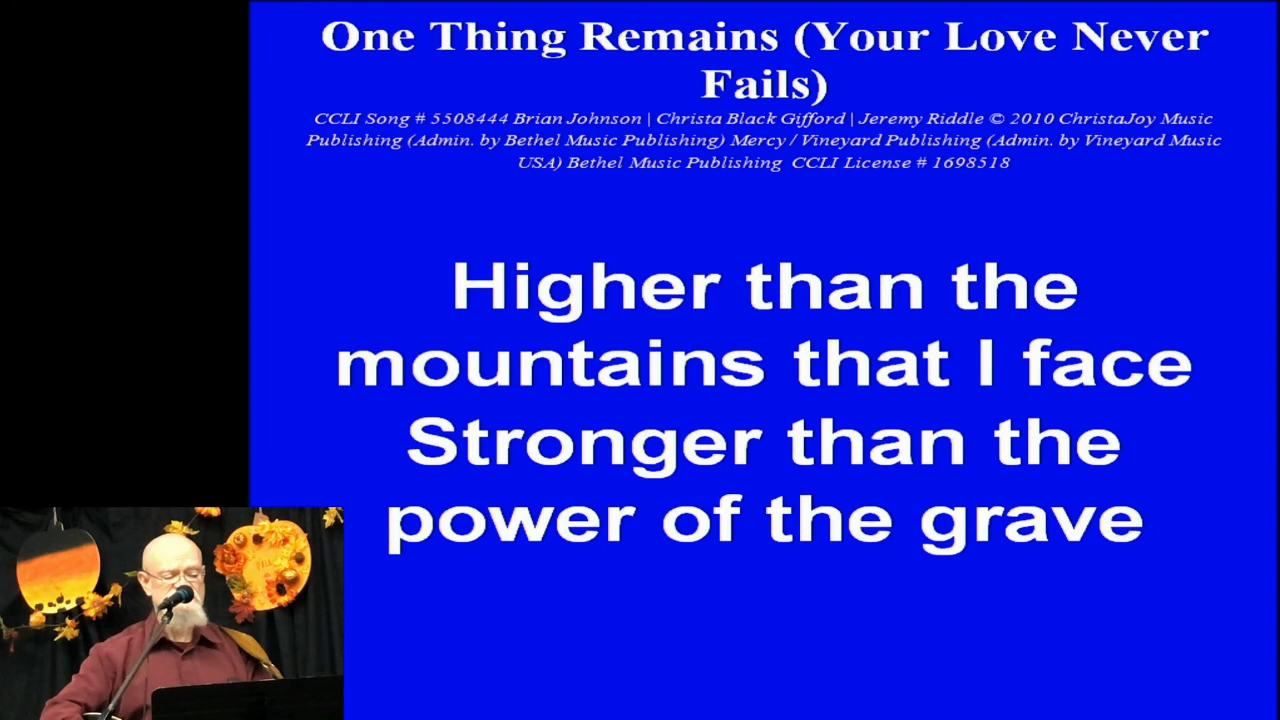 One Thing Remains (Your Love Never
Fails)
CCLI Song # 5508444 Brian Johnson | Christa Black Gifford | Jeremy Riddle © 2010 ChristaJoy Music
Publishing (Admin. by Bethel Music Publishing) Mercy / Vineyard Publishing (Admin. by Vineyard Music
USA) Bethel Music Publishing CCLI License # 1698518
Higher than the
mountains that I face
Stronger than the
power of the grave